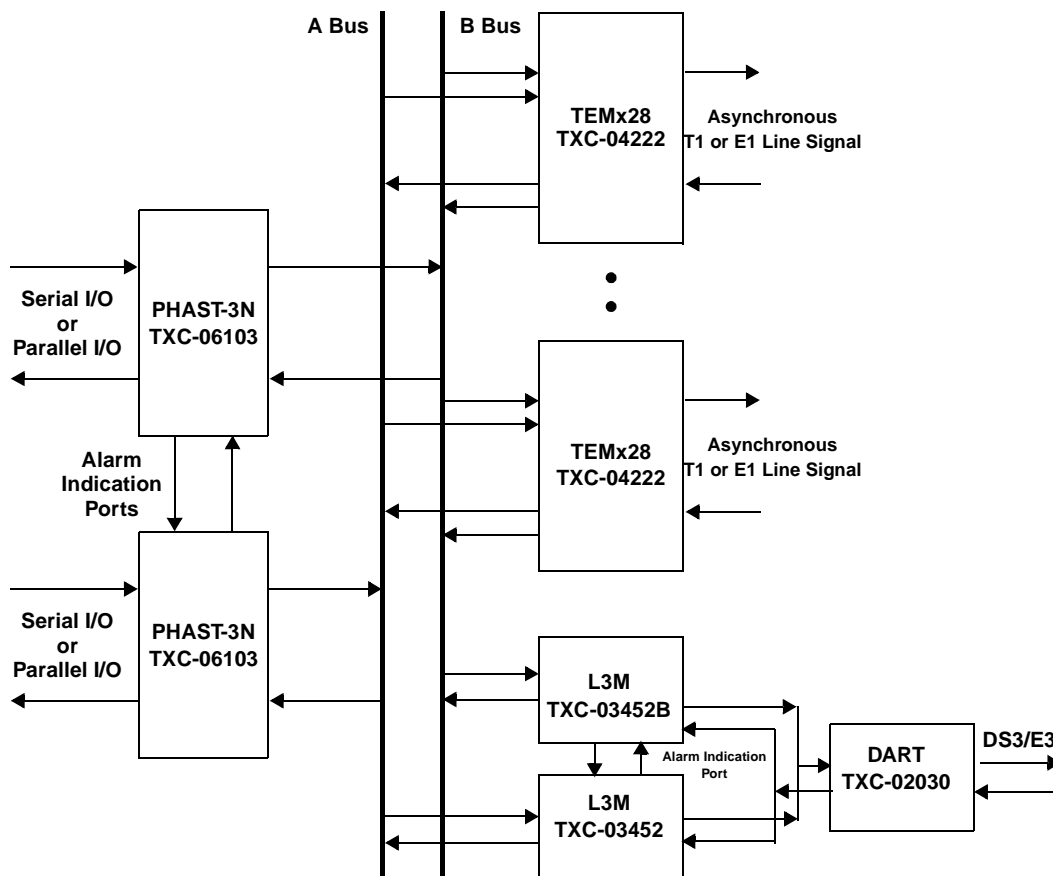 A Bus
B Bus
TEMx28
TXC-04222
Asynchronous
T1 or E1 Line Signal
Serial I/O
or
Parallel I/O
PHAST-3N
TXC-06103
TEMx28
TXC-04222
Asynchronous
T1 or E1 Line Signal
Alarm
Indication
Ports
Serial I/O
or
Parallel I/O
PHAST-3N
TXC-06103
L3M
TXC-03452B
Alarm Indication
Port
L3M
TXC-03452
DART
TXC-02030
DS3/E3